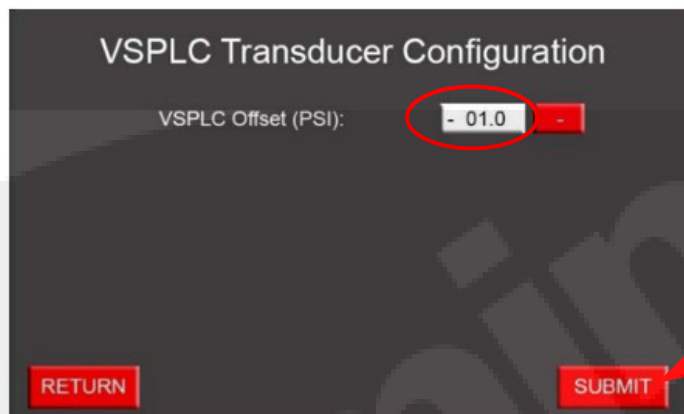 VSPLC Transducer Configuration
VSPLC Offset (PSI): - 01.0 -
RETURN SUBMIT